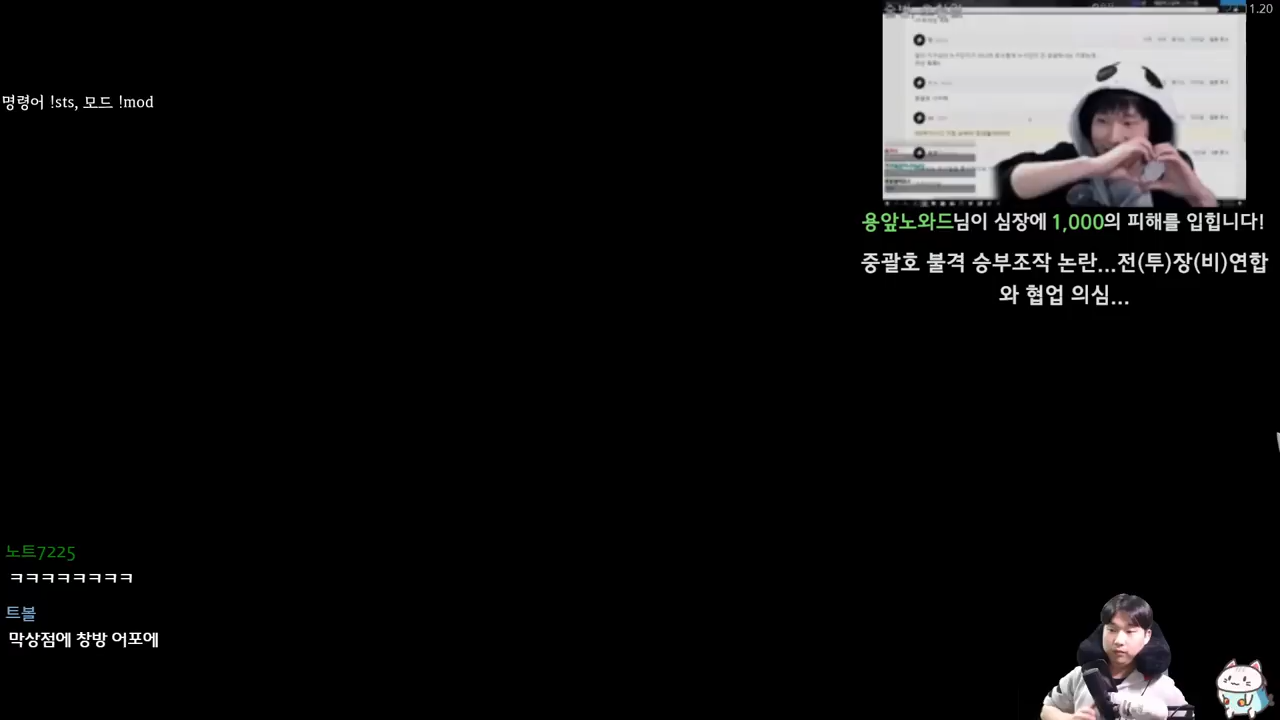 1.20
명령어 !sts, 모드 !mod
용앞노와드님이 심장에 1,000의 피해를 입힙니다!
중괄호 불격 승부조작 논란...전(투)장(비)연합
와 협업 의심...
노트7225
ㅋㅋㅋㅋㅋㅋㅋㅋ
트볼
막상점에 창방 어포에